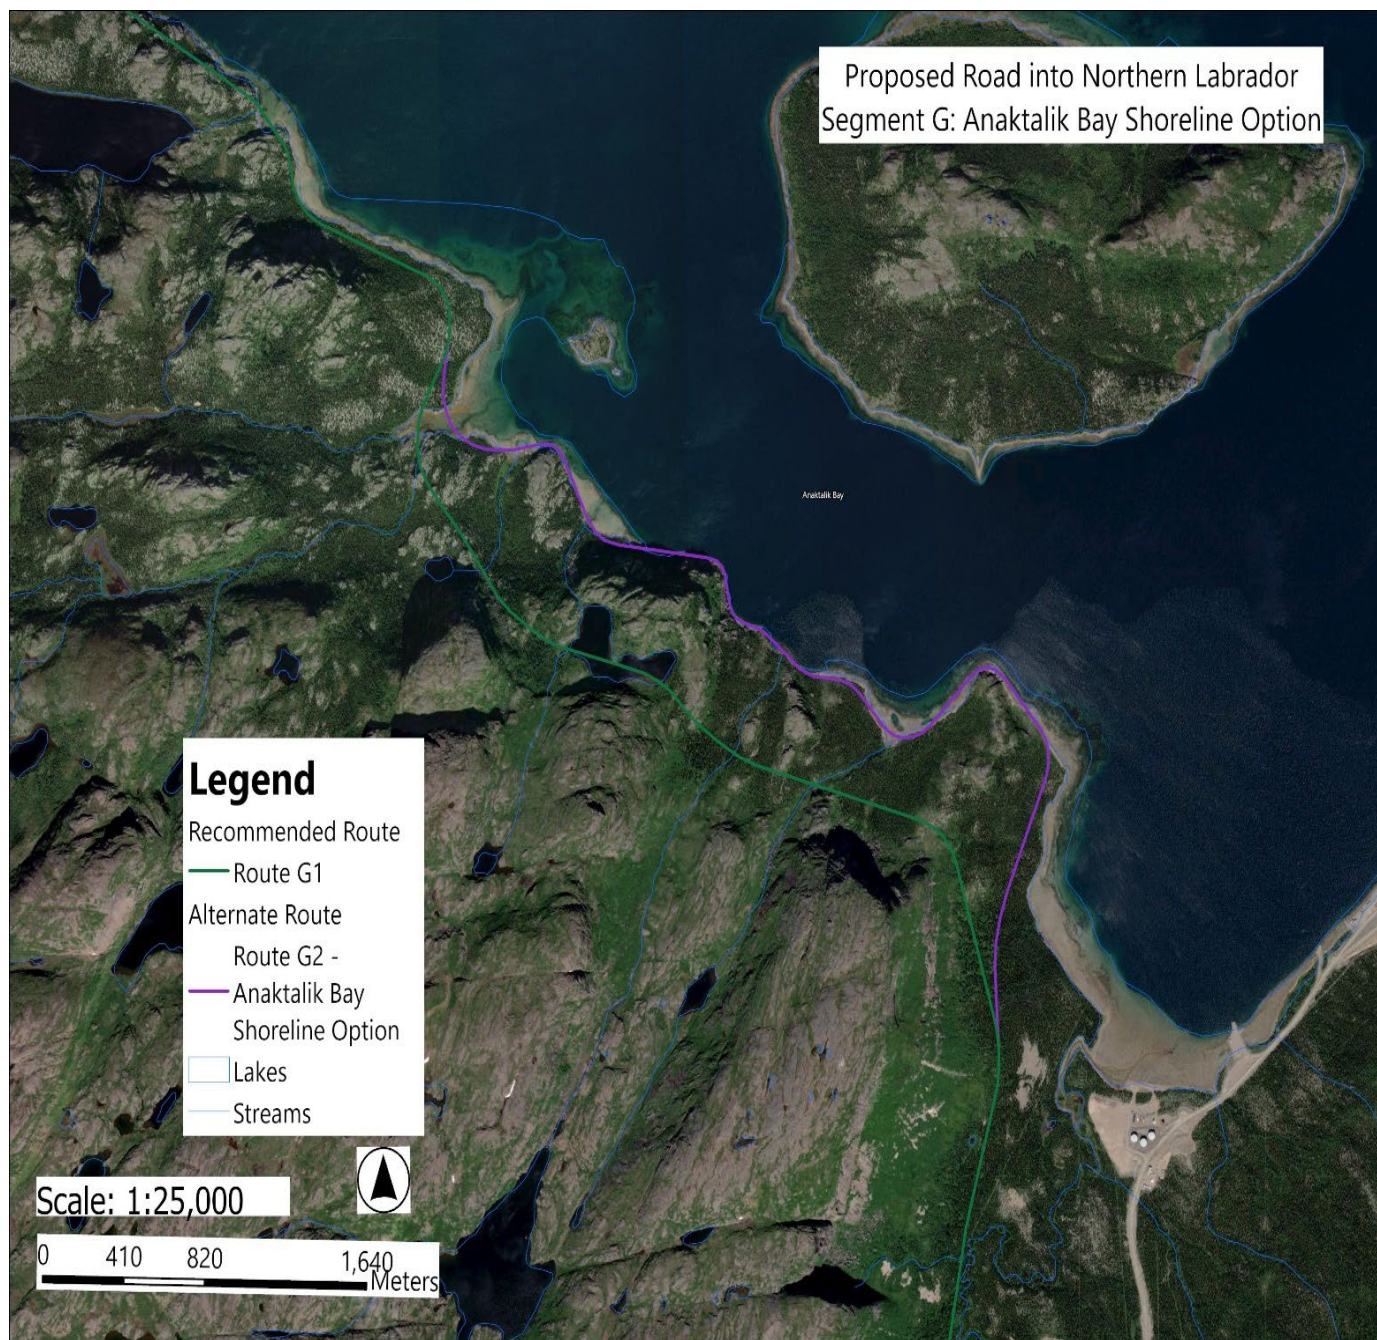 Proposed Road into Northern Labrador
Segment G: Anaktalik Bay Shoreline Option
Anaktalik Bay
Legend
Recommended Route
Route G1
Alternate Route
Route G2 -
Anaktalik Bay
Shoreline Option
Lakes
Streams
Scale: 1:25,000
0 410 820 1,640
Meters